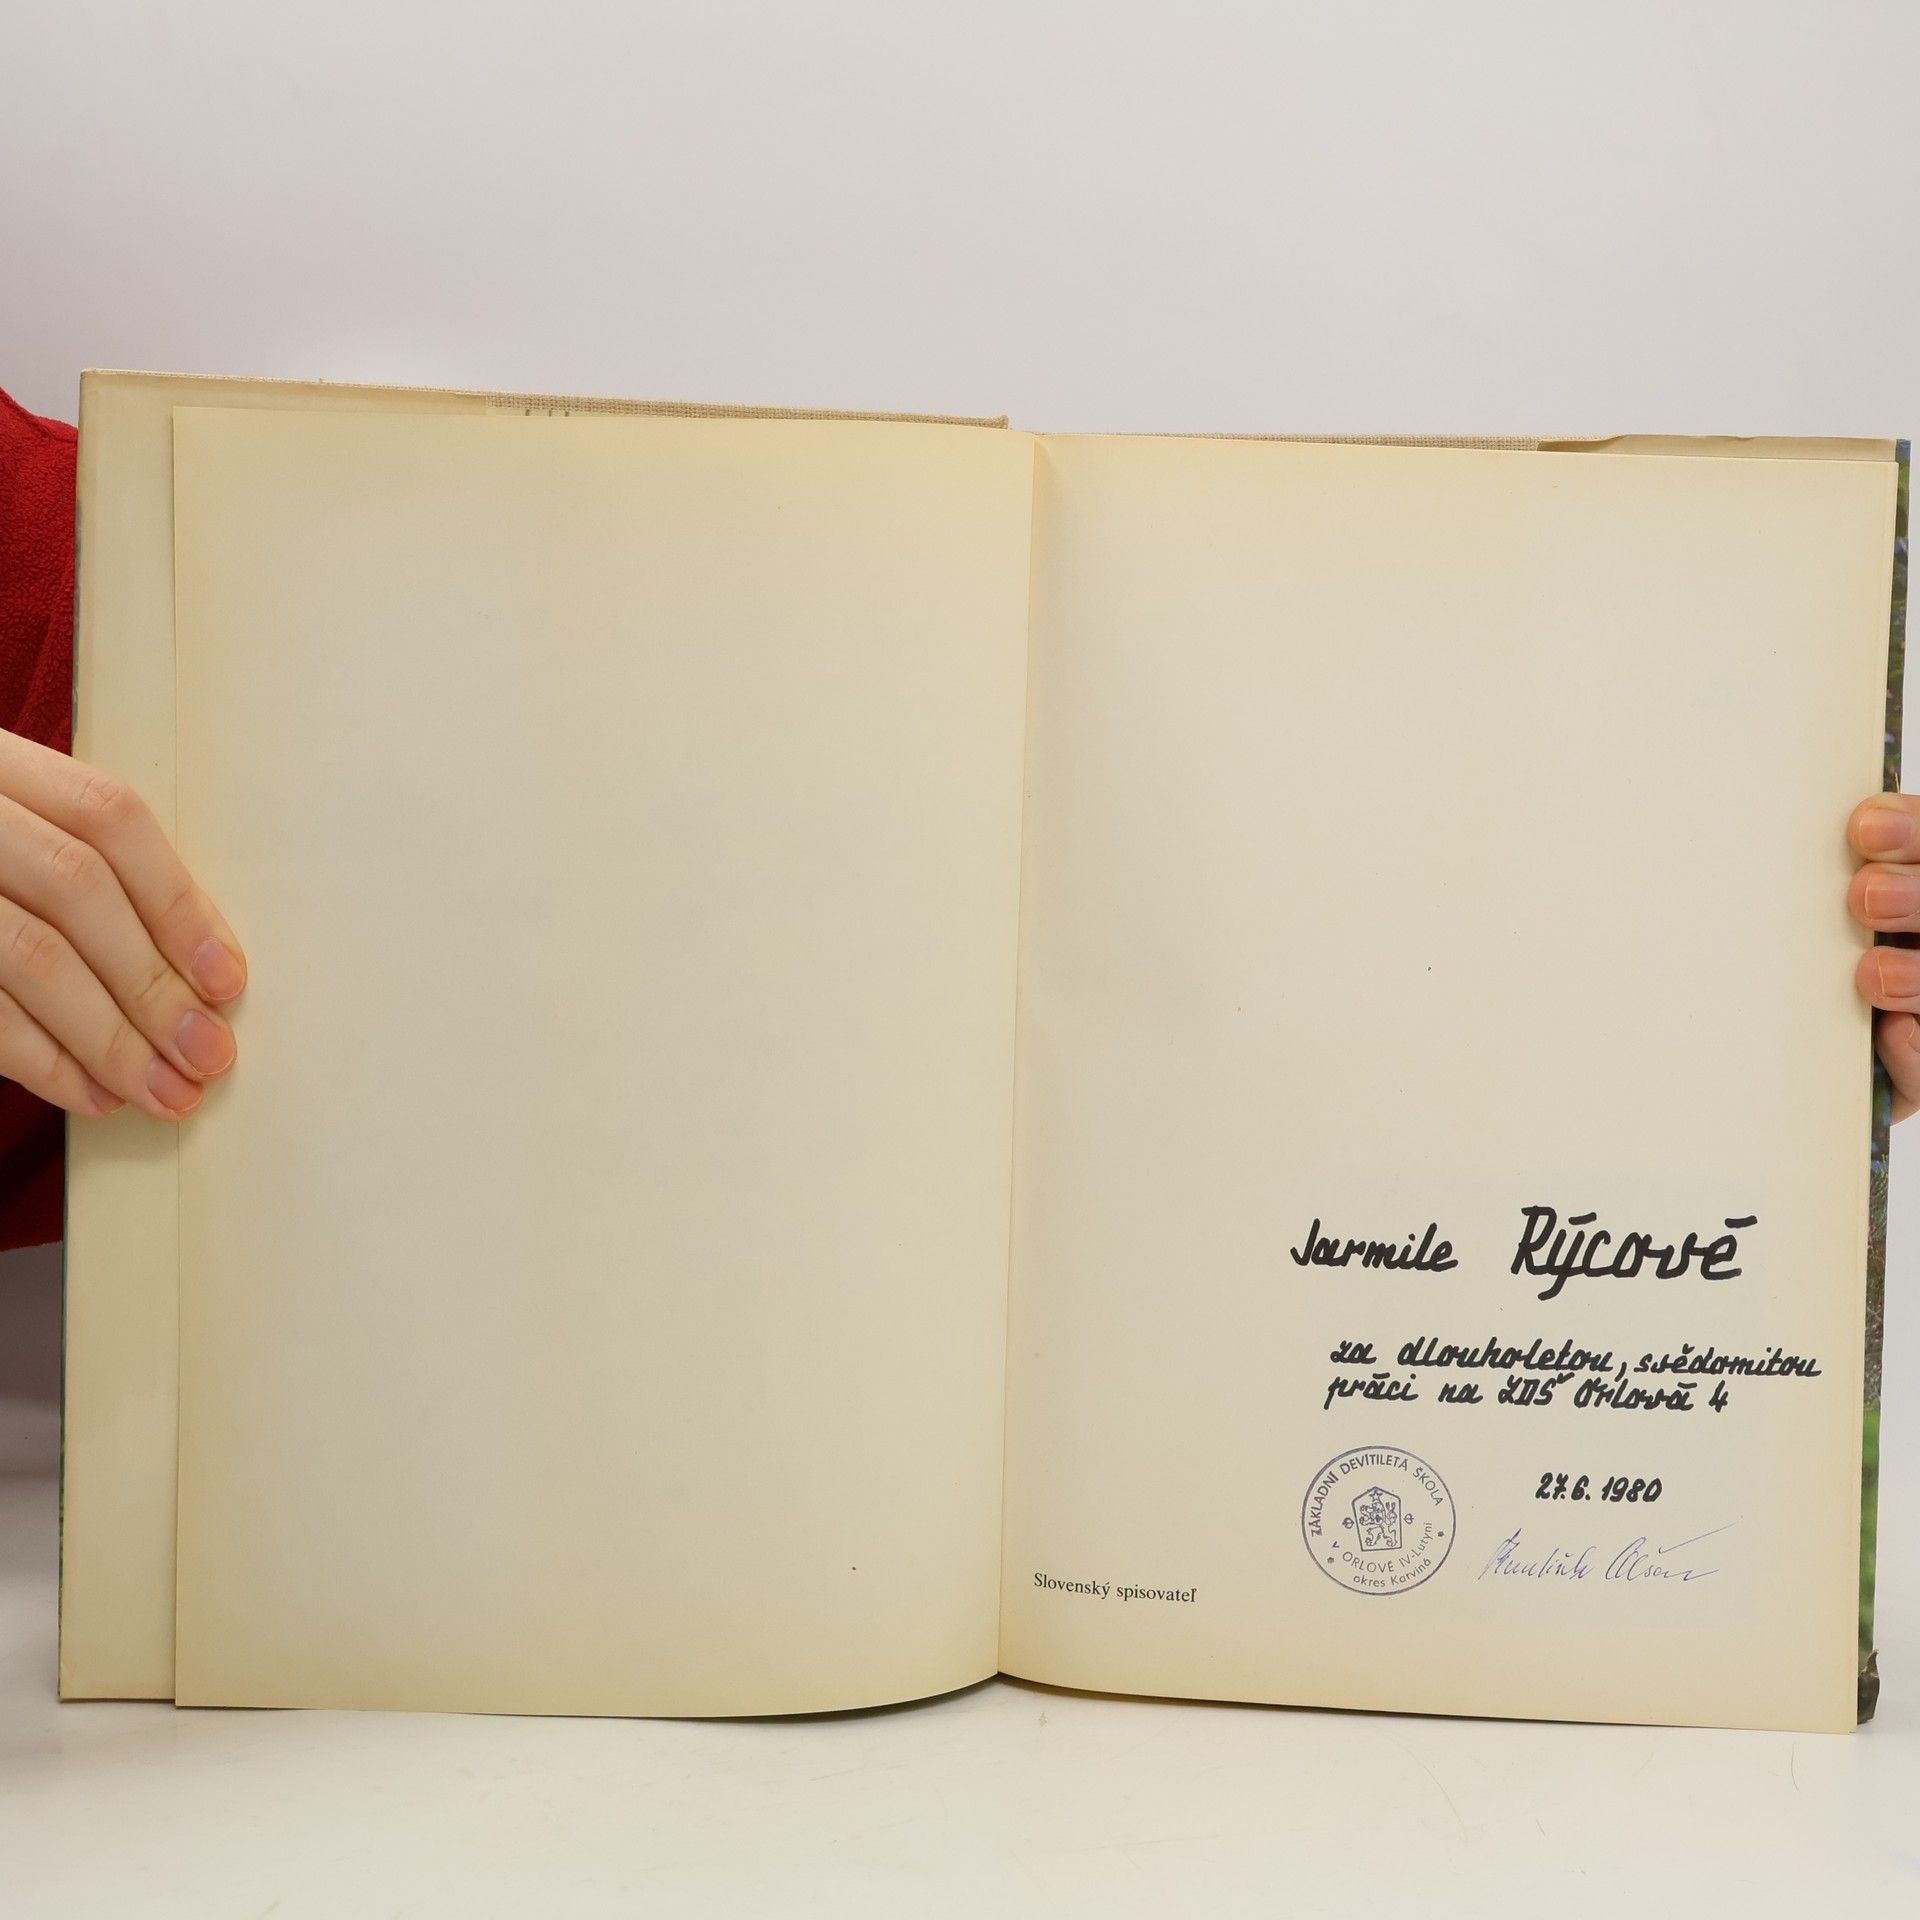 Jarmile Rýcové
za dlouholetou, svědomitou
práci na ZDŠ Orlová 4
27.6. 1980
ZÁKLADNÍ DEVÍTILETÁ ŠKOLA
v ORLOVÉ IV-Lutyni
okres Karviná
František
Slovenský spisovateľ